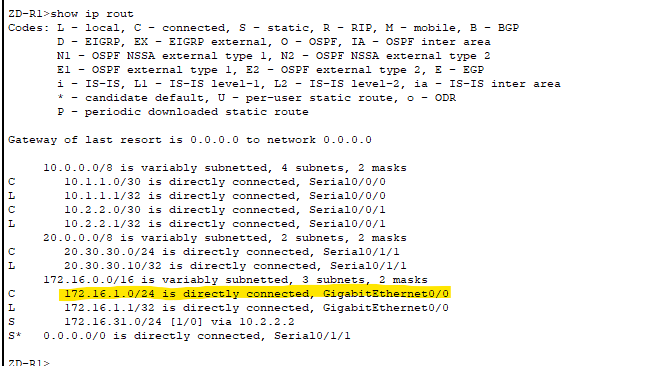 ZD-R1>show ip rout
Codes: L - local, C - connected, S - static, R - RIP, M - mobile, B - BGP
       D - EIGRP, EX - EIGRP external, O - OSPF, IA - OSPF inter area
       N1 - OSPF NSSA external type 1, N2 - OSPF NSSA external type 2
       E1 - OSPF external type 1, E2 - OSPF external type 2, E - EGP
       i - IS-IS, L1 - IS-IS level-1, L2 - IS-IS level-2, ia - IS-IS inter area
       * - candidate default, U - per-user static route, o - ODR
       P - periodic downloaded static route
Gateway of last resort is 0.0.0.0 to network 0.0.0.0
     10.0.0.0/8 is variably subnetted, 4 subnets, 2 masks
C       10.1.1.0/30 is directly connected, Serial0/0/0
L       10.1.1.1/32 is directly connected, Serial0/0/0
C       10.2.2.0/30 is directly connected, Serial0/0/1
L       10.2.2.1/32 is directly connected, Serial0/0/1
     20.0.0.0/8 is variably subnetted, 2 subnets, 2 masks
C       20.30.30.0/24 is directly connected, Serial0/1/1
L       20.30.30.10/32 is directly connected, Serial0/1/1
     172.16.0.0/16 is variably subnetted, 3 subnets, 2 masks
C       172.16.1.0/24 is directly connected, GigabitEthernet0/0
L       172.16.1.1/32 is directly connected, GigabitEthernet0/0
S       172.16.31.0/24 [1/0] via 10.2.2.2
S*   0.0.0.0/0 is directly connected, Serial0/1/1
ZD-R1>